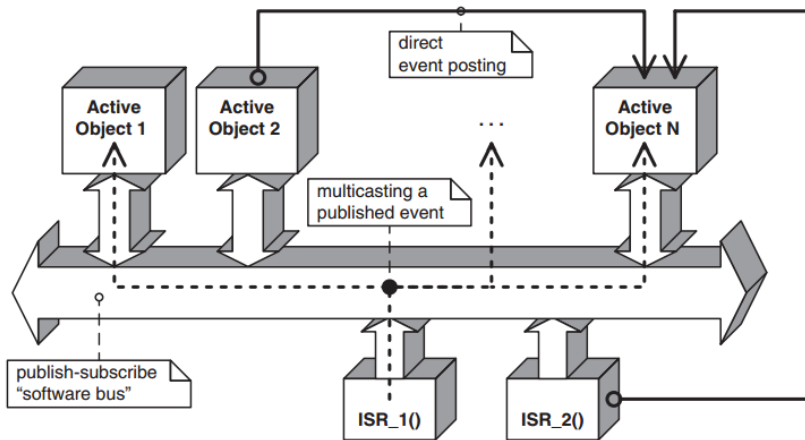 direct
event posting
Active
Object 1
Active
Object 2
...
Active
Object N
multicasting a
published event
publish-subscribe
“software bus”
ISR_1()
ISR_2()